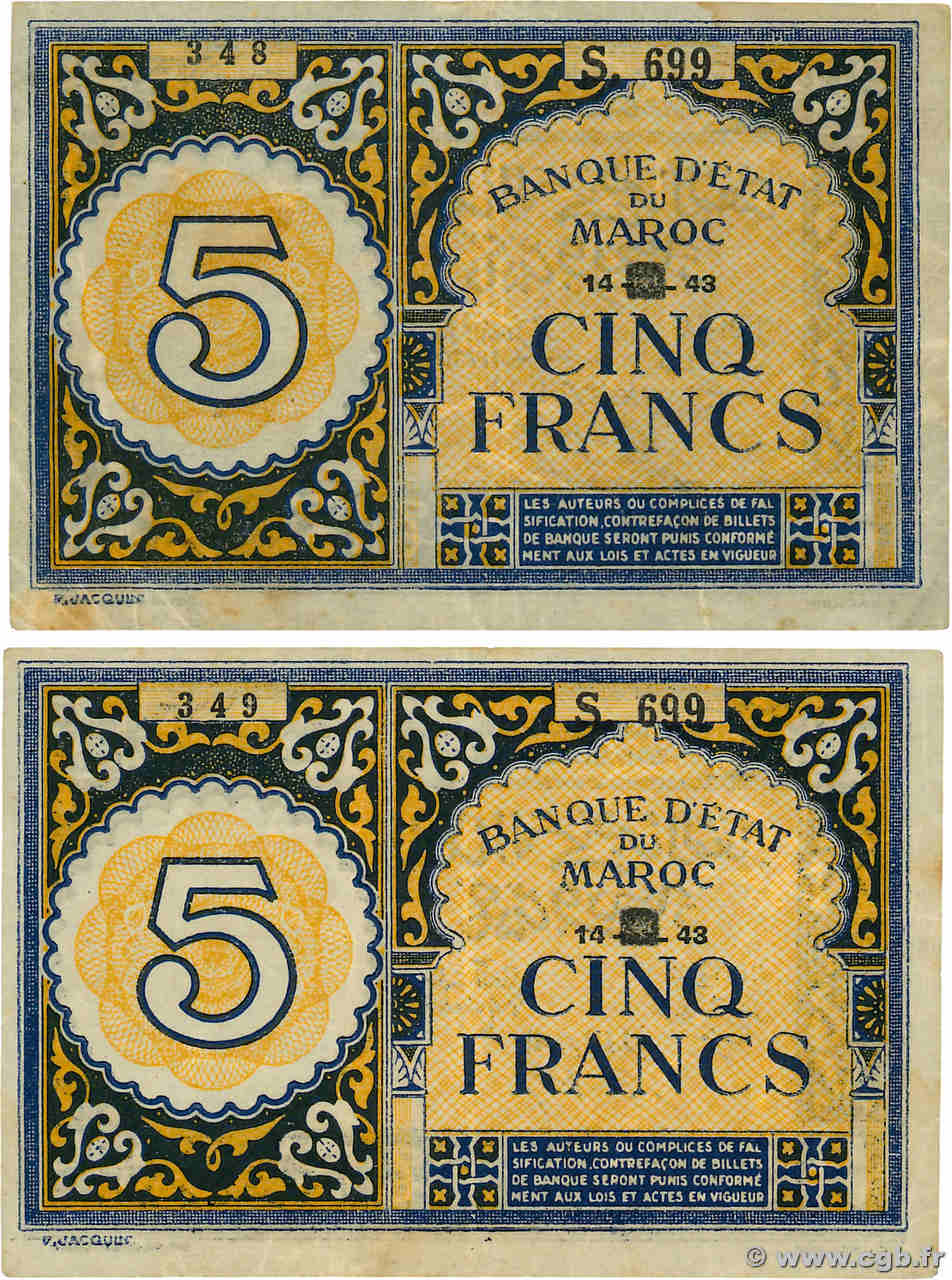 348
S. 699
BANQUE D'ÉTAT
DU
MAROC
14 - - 43
5
CINQ
FRANCS
LES AUTEURS OU COMPLICES DE FAL
SIFICATION, CONTREFAÇON DE BILLETS
DE BANQUE SERONT PUNIS CONFORMÉ
MENT AUX LOIS ET ACTES EN VIGUEUR
P. JACQUES
349
S. 699
BANQUE D'ÉTAT
DU
MAROC
14 - - 43
5
CINQ
FRANCS
LES AUTEURS OU COMPLICES DE FAL
SIFICATION, CONTREFAÇON DE BILLETS
DE BANQUE SERONT PUNIS CONFORMÉ
MENT AUX LOIS ET ACTES EN VIGUEUR
P. JACQUES
© www.cgb.fr